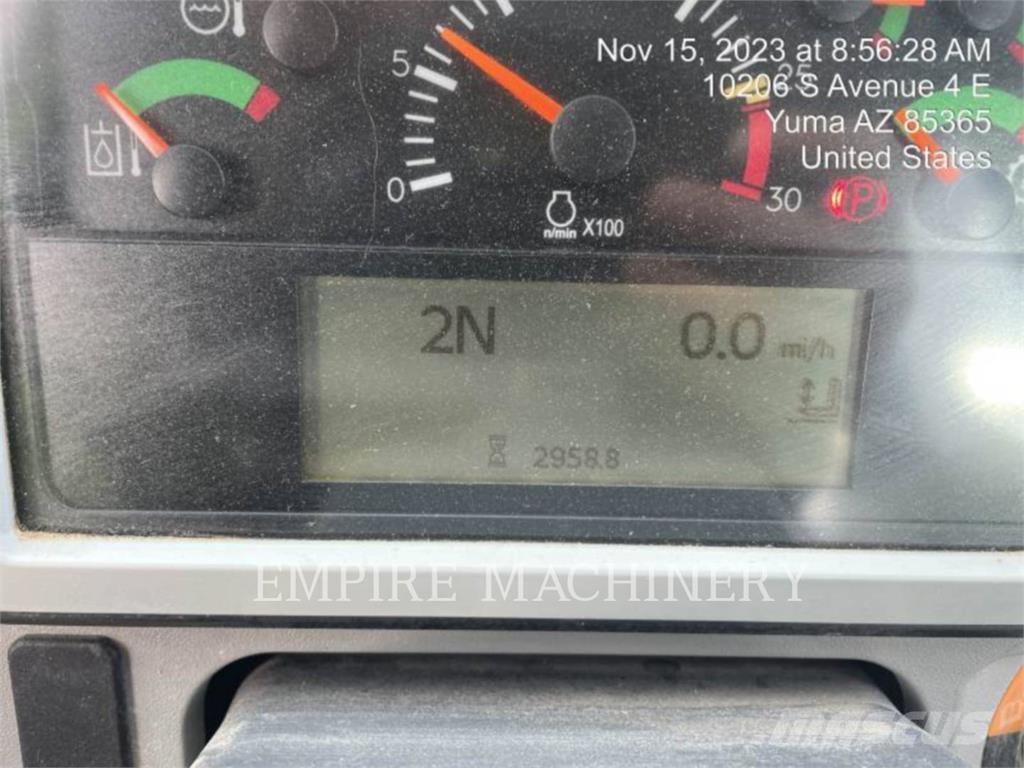 Nov 15, 2023 at 8:56:28 AM
5
25
10206 S Avenue 4 E
Yuma AZ 85365
United States
0
30
P
n/min X100
2N 0.0 mi/h
2958.8
EMPIRE MACHINERY
MASCUS